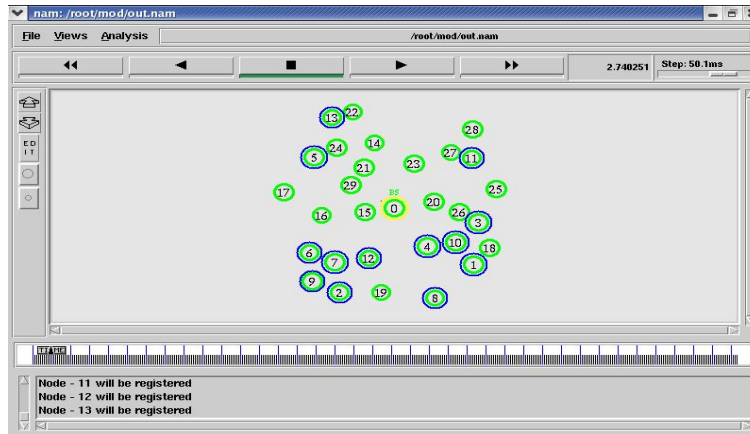 nam: /root/mod/out.nam
File Views Analysis /root/mod/out.nam
2.740251 Step: 50.1ms
E D
I T
13 22
28
14
24
5
27 11
21
23
29
17
25
BS
20
0
15
26
16
3
10
4
18
6
12
7
1
9
2 19
8
TIME
Node - 11 will be registered
Node - 12 will be registered
Node - 13 will be registered